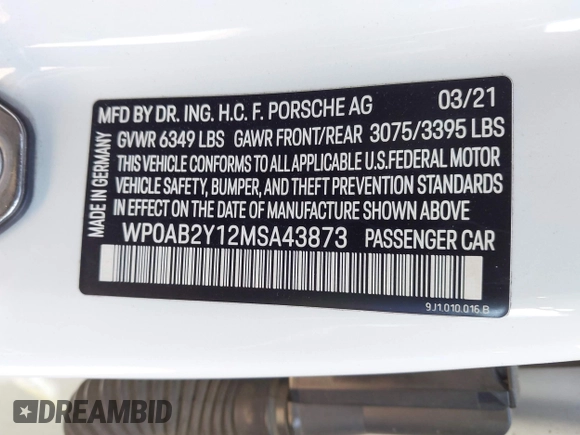 MADE IN GERMANY
MFD BY DR. ING. H.C. F. PORSCHE AG 03/21
GVWR 6349 LBS GAWR FRONT/REAR 3075/3395 LBS
THIS VEHICLE CONFORMS TO ALL APPLICABLE U.S.FEDERAL MOTOR
VEHICLE SAFETY, BUMPER, AND THEFT PREVENTION STANDARDS
IN EFFECT ON THE DATE OF MANUFACTURE SHOWN ABOVE
WP0AB2Y12MSA43873 PASSENGER CAR
9J1.010.016.B
DREAMBID